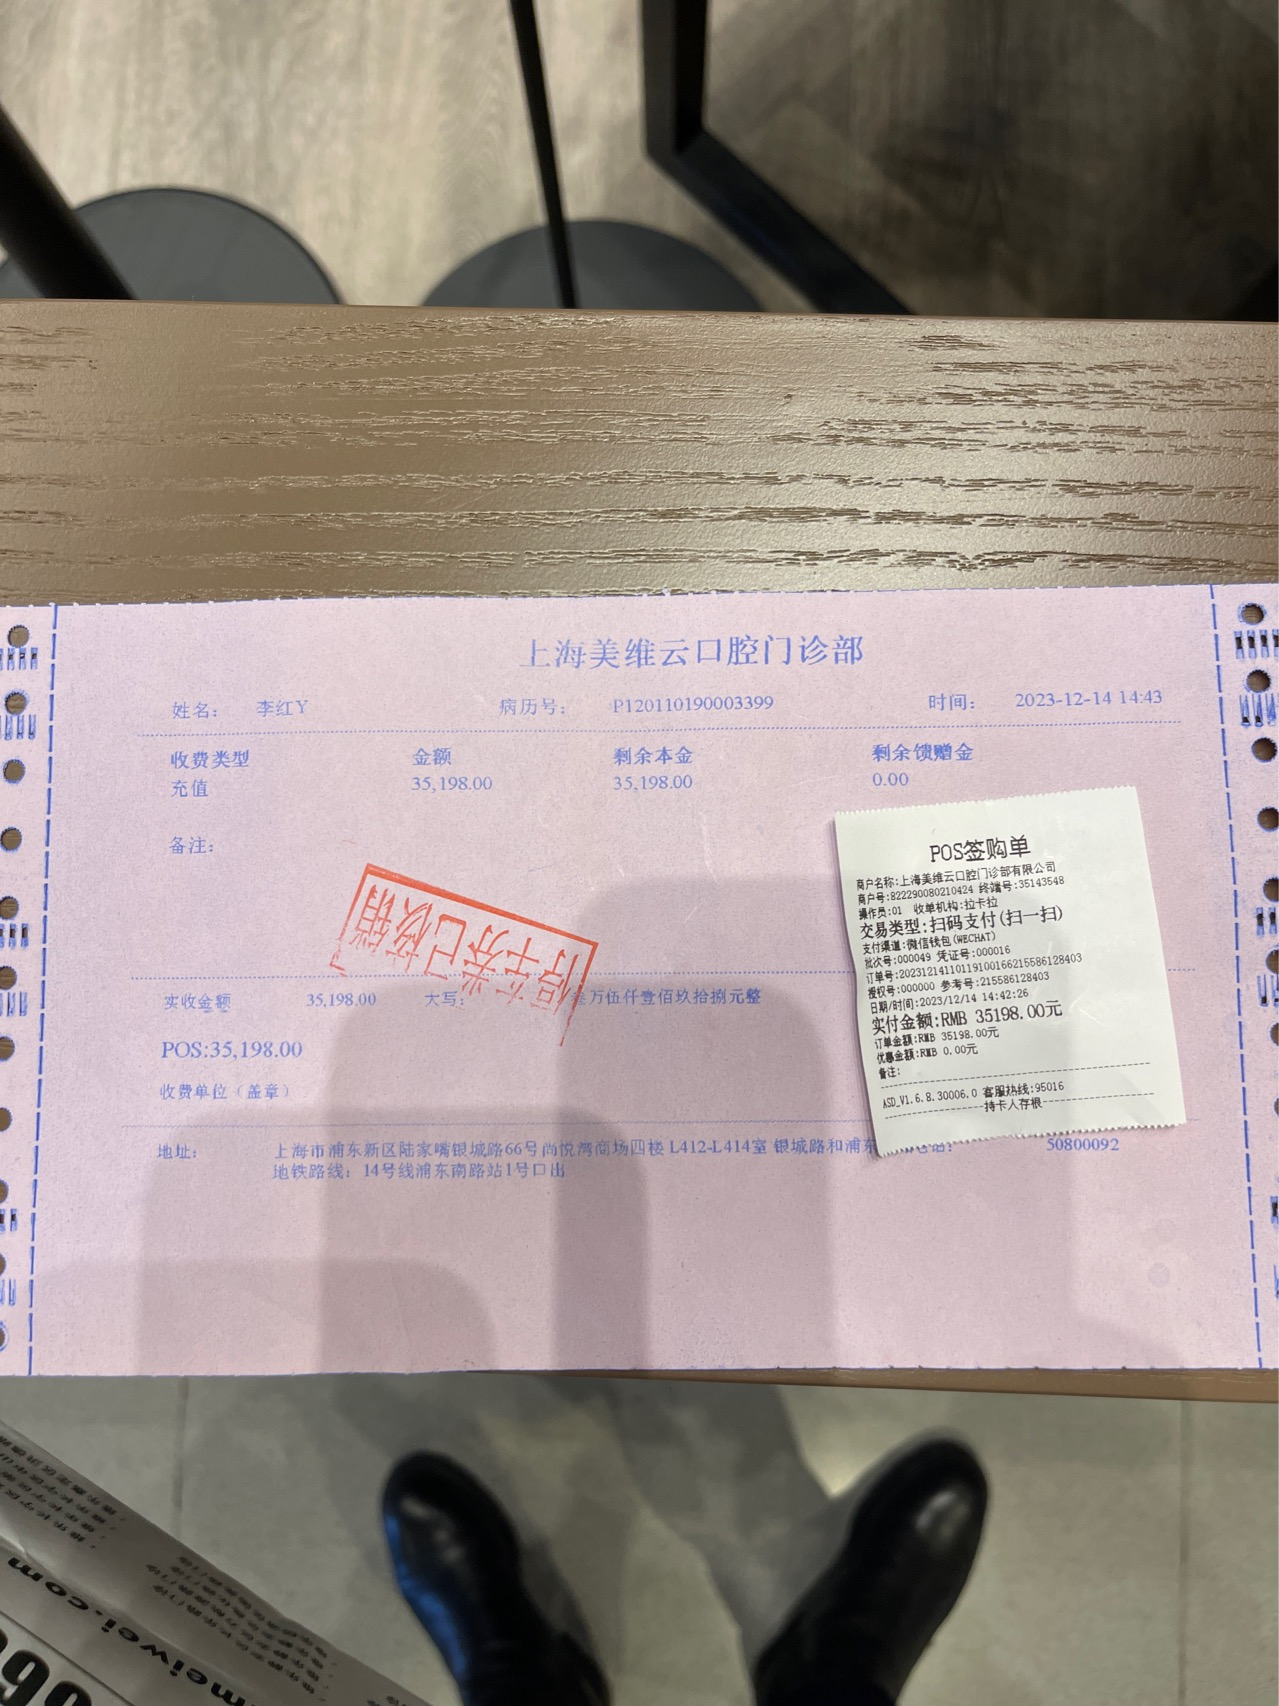 上海美维云口腔门诊部
姓名： 李红Y 病历号： P120110190003399 时间： 2023-12-14 14:43
收费类型 金额 剩余本金 剩余馈赠金
充值 35,198.00 35,198.00 0.00
备注：
停车券已核销
实收金额 35,198.00 大写： 叁万伍仟壹佰玖拾捌元整
POS:35,198.00
收费单位（盖章）
地址： 上海市浦东新区陆家嘴银城路66号尚悦湾商场四楼 L412-L414室 银城路和浦东 50800092
地铁路线：14号线浦东南路站1号口出
POS签购单
商户名称:上海美维云口腔门诊部有限公司
商户号:822290080210424 终端号:35143548
操作员:01 收单机构:拉卡拉
交易类型:扫码支付(扫一扫)
支付渠道:微信钱包(WECHAT)
批次号:000049 凭证号:000016
订单号:20231214110119100166215586128403
授权号:000000 参考号:215586128403
日期/时间:2023/12/14 14:42:26
实付金额:RMB 35198.00元
订单金额:RMB 35198.00元
优惠金额:RMB 0.00元
备注:
ASD_V1.6.8.30006.0 客服热线:95016
持卡人存根
meiwei.com